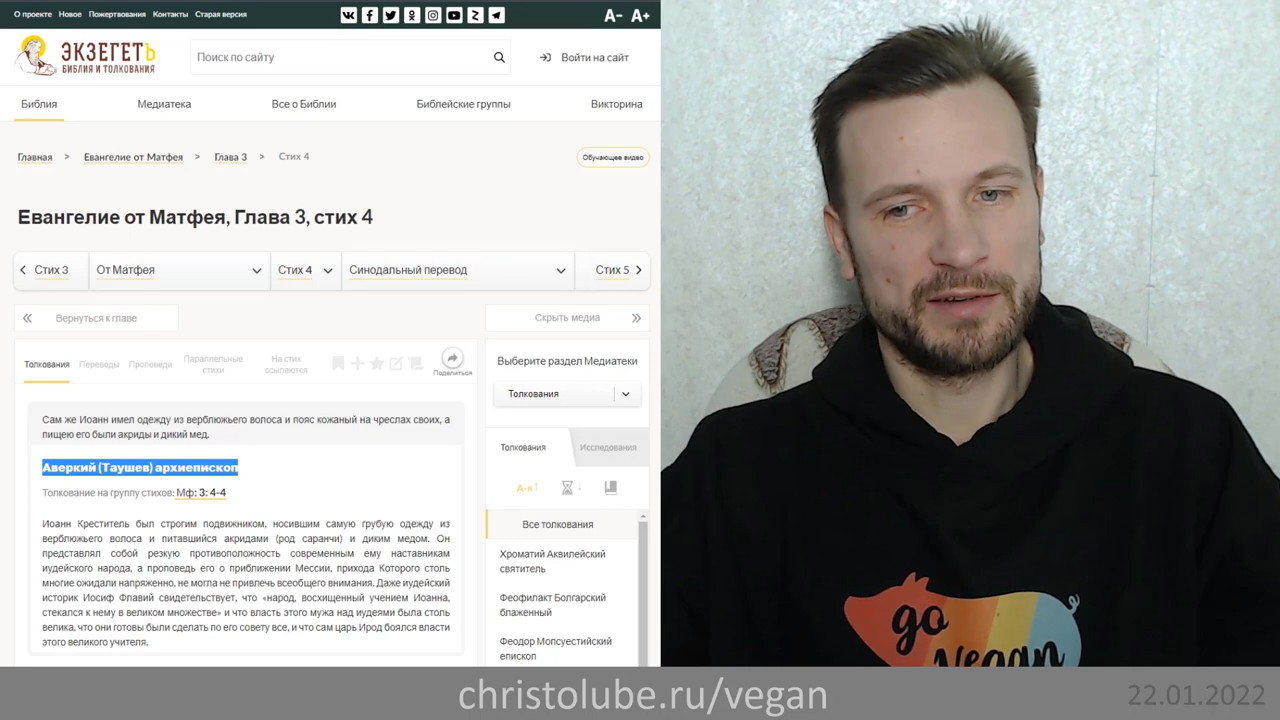 О проекте Новое Пожертвования Контакты Старая версия
A- A+
ЭКЗЕГЕТЪ
БИБЛИЯ И ТОЛКОВАНИЯ
Поиск по сайту
Войти на сайт
Библия Медиатека Все о Библии Библейские группы Викторина
Главная > Евангелие от Матфея > Глава 3 > Стих 4
Обучающее видео
Евангелие от Матфея, Глава 3, стих 4
Стих 3 От Матфея Стих 4 Синодальный перевод Стих 5
Вернуться к главе
Скрыть медиа
Толкования Переводы Проповеди Параллельные стихи На стих ссылаются Поделиться
Сам же Иоанн имел одежду из верблюжьего волоса и пояс кожаный на чреслах своих, а
пищею его были акриды и дикий мед.
Аверкий (Таушев) архиепископ
Толкование на группу стихов: Мф: 3: 4-4
Иоанн Креститель был строгим подвижником, носившим самую грубую одежду из
верблюжьего волоса и питавшийся акридами (род саранчи) и диким медом. Он
представлял собой резкую противоположность современным ему наставникам
иудейского народа, а проповедь его о приближении Мессии, прихода Которого столь
многие ожидали напряженно, не могла не привлечь всеобщего внимания. Даже иудейский
историк Иосиф Флавий свидетельствует, что «народ, восхищенный учением Иоанна,
стекался к нему в великом множестве» и что власть этого мужа над иудеями была столь
велика, что они готовы были сделать по его совету все, и что сам царь Ирод боялся власти
этого великого учителя.
Выберите раздел Медиатеки
Толкования
Толкования Исследования
А-я↑
Все толкования
Хроматий Аквилейский
святитель
Феофилакт Болгарский
блаженный
Феодор Мопсуестийский
епископ
go
vegan
christolube.ru/vegan
22.01.2022